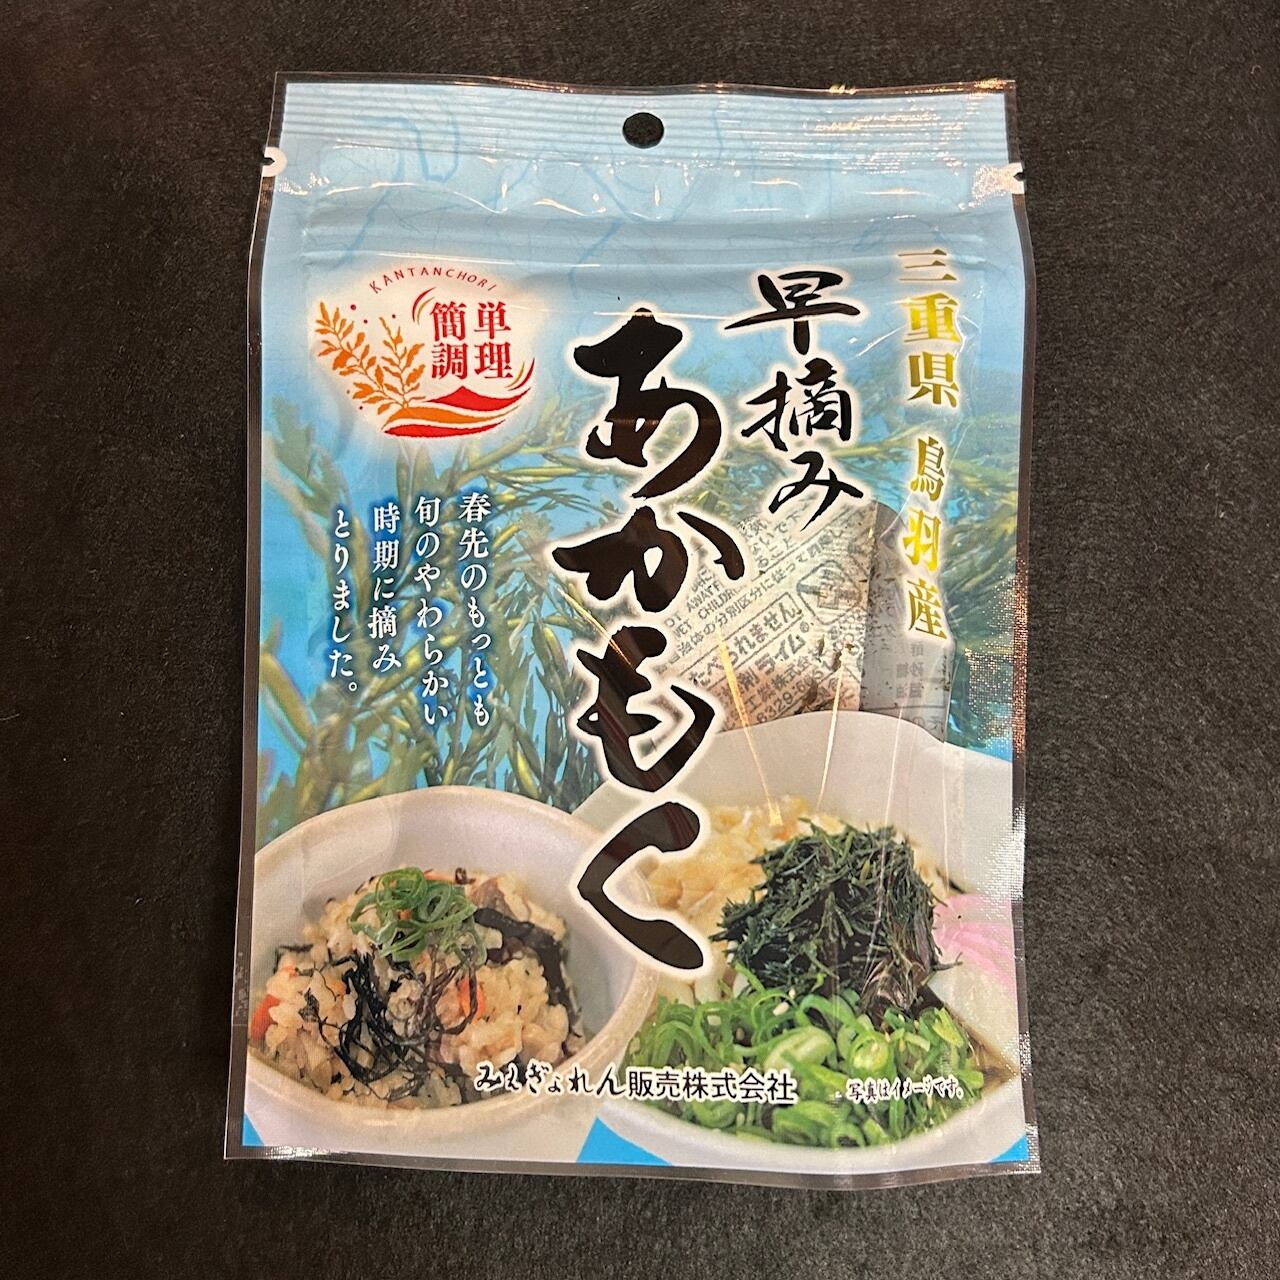 三重県 鳥羽産
早摘み
あかもく
KANTANCHORI
簡単
調理
春先のもっとも
旬のやわらかい
時期に摘み
とりました。
たべられません
ライム
みえぎょれん販売株式会社
写真はイメージです。